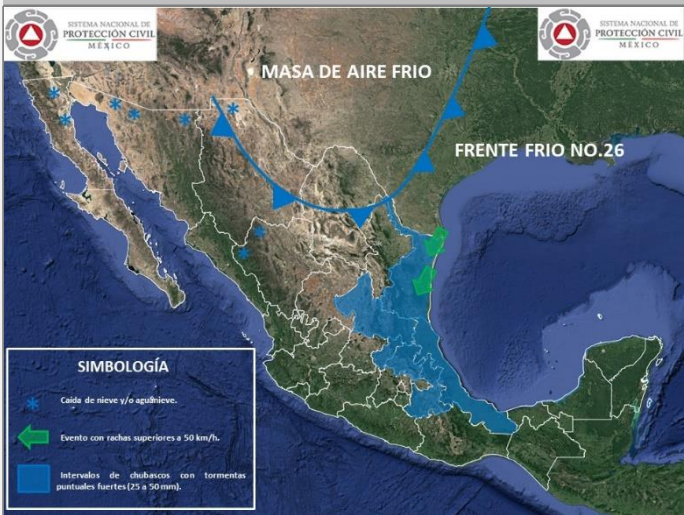 SISTEMA NACIONAL DE
PROTECCIÓN CIVIL
MÉXICO
SISTEMA NACIONAL DE
PROTECCIÓN CIVIL
MÉXICO
MASA DE AIRE FRIO
FRENTE FRIO NO.26
SIMBOLOGÍA
Caída de nieve y/o aguanieve.
Evento con rachas superiores a 50 km/h.
Intervalos de chubascos con tormentas
puntuales fuertes (25 a 50 mm).